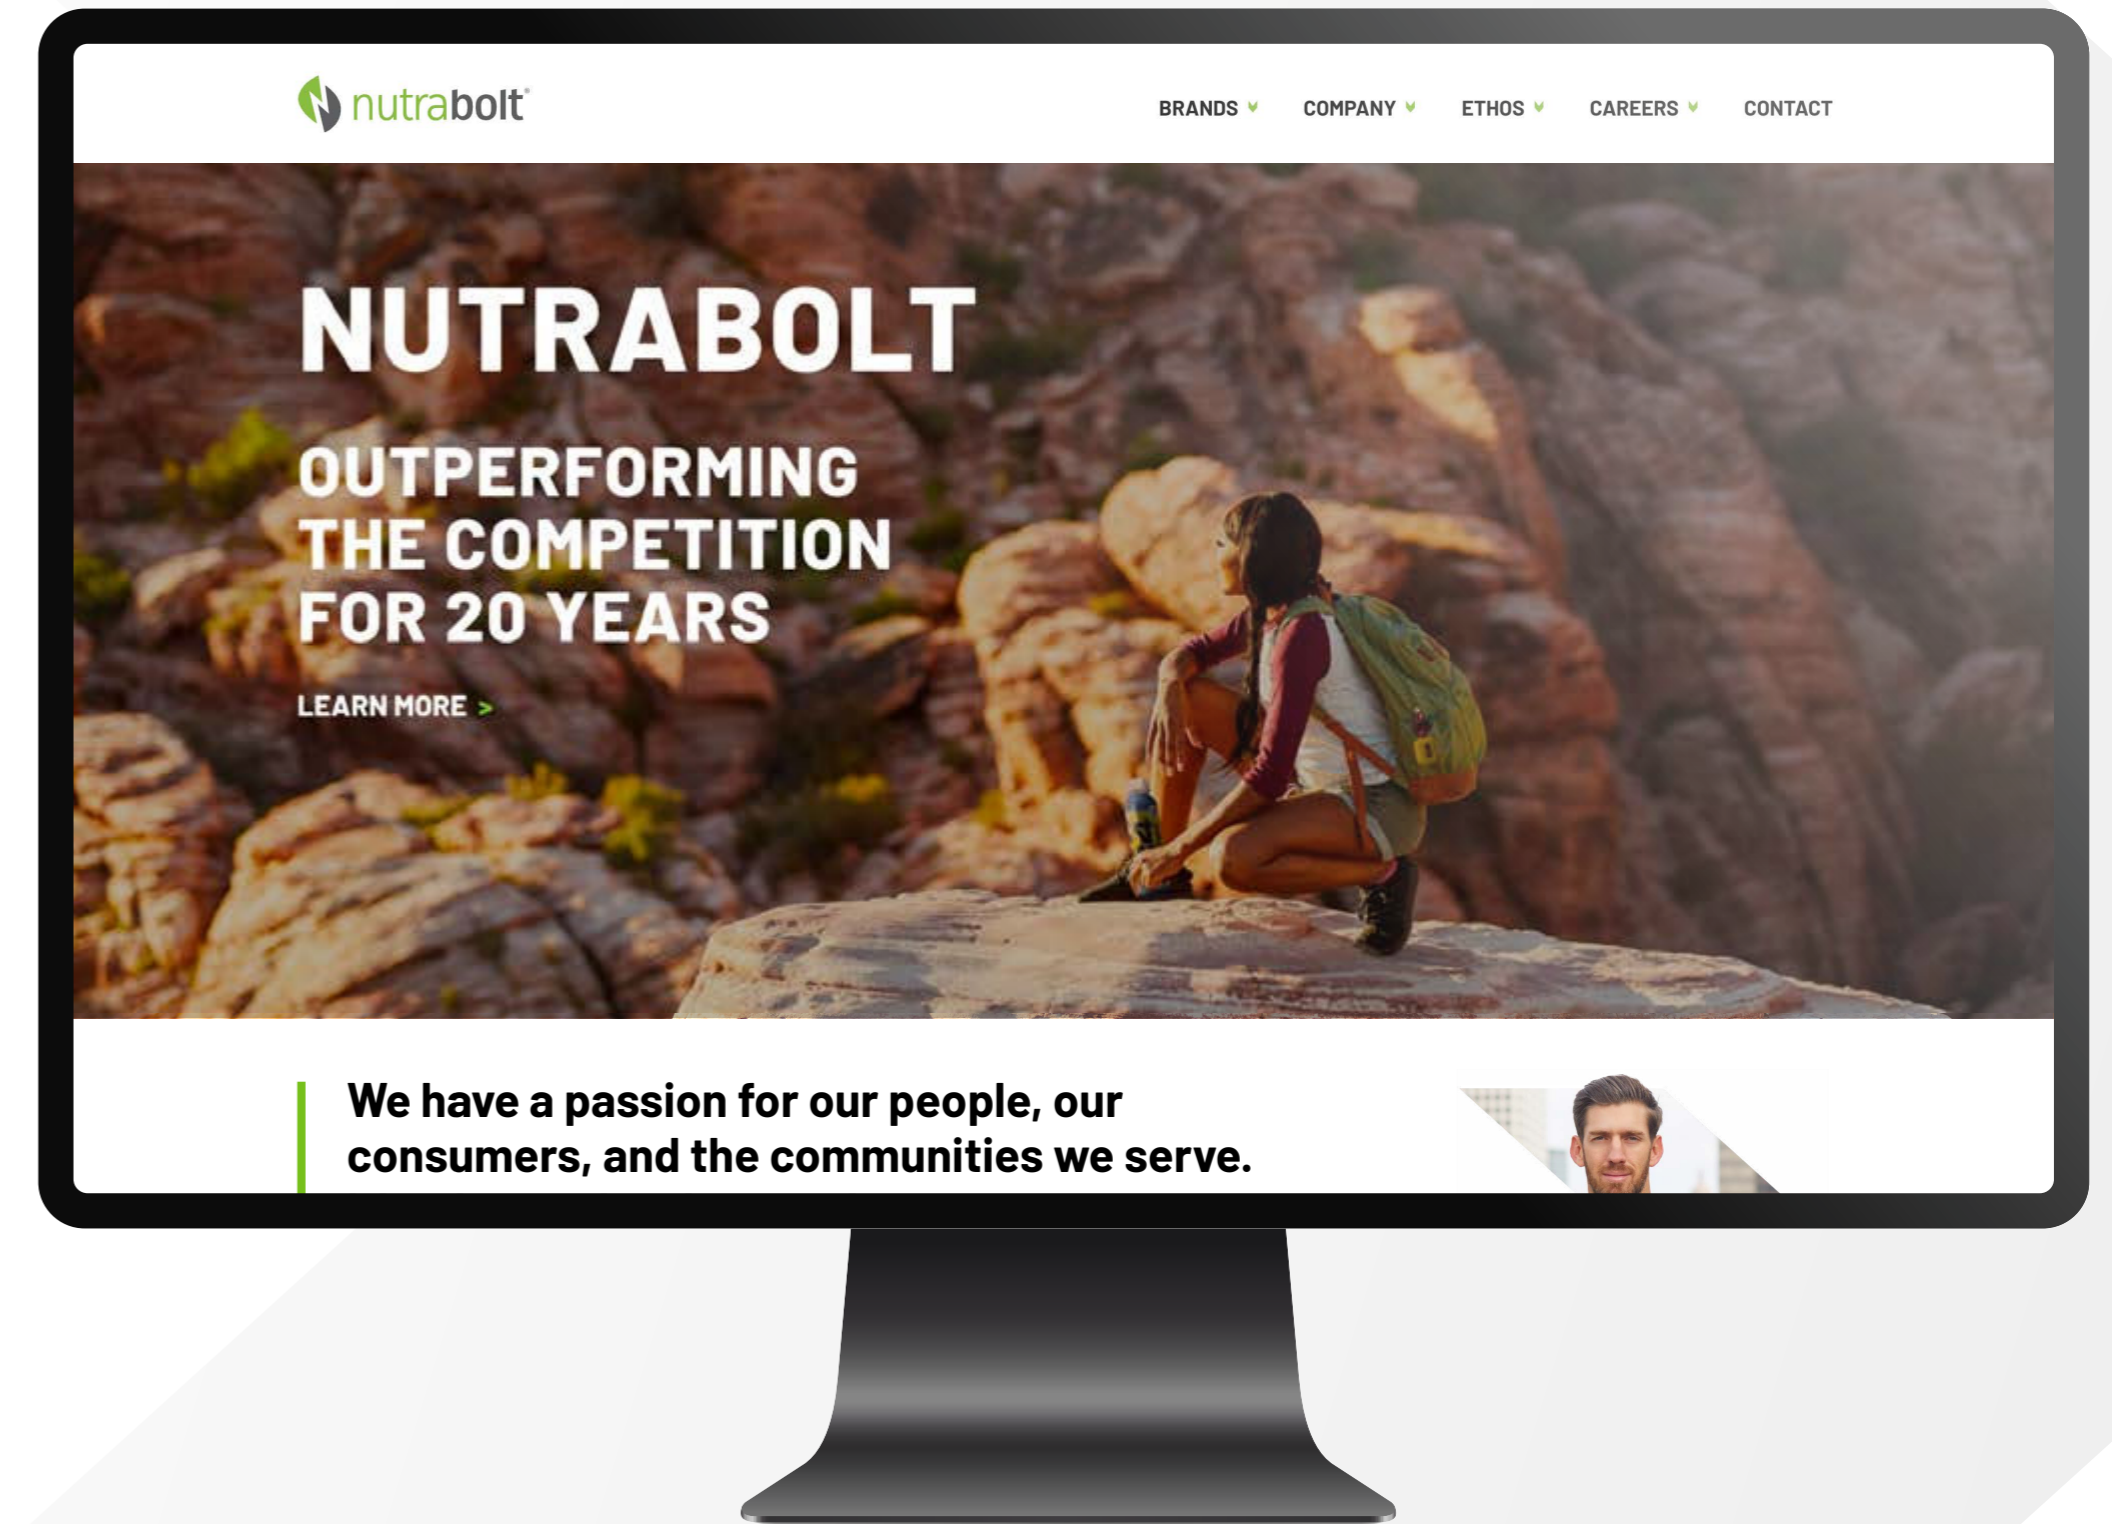 nutrabolt®
BRANDS COMPANY ETHOS CAREERS CONTACT
NUTRABOLT
OUTPERFORMING
THE COMPETITION
FOR 20 YEARS
LEARN MORE >
We have a passion for our people, our
consumers, and the communities we serve.